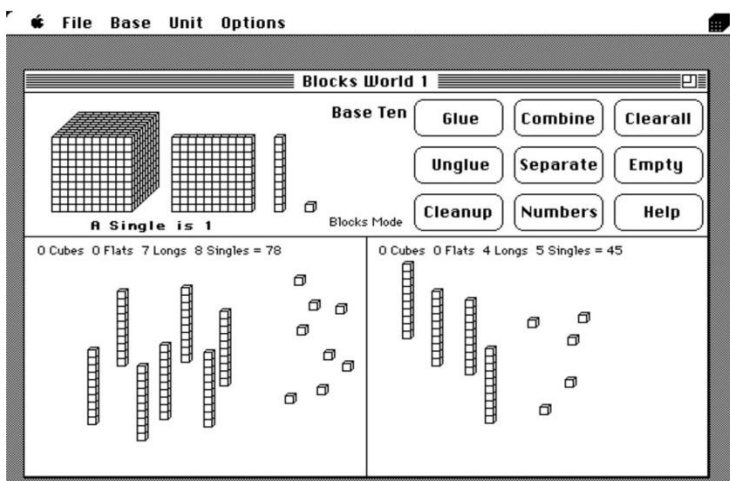 File Base Unit Options
Blocks World 1
Base Ten
Glue Combine Clearall
Unglue Separate Empty
Cleanup Numbers Help
A Single is 1
Blocks Mode
0 Cubes 0 Flats 7 Longs 8 Singles = 78
0 Cubes 0 Flats 4 Longs 5 Singles = 45